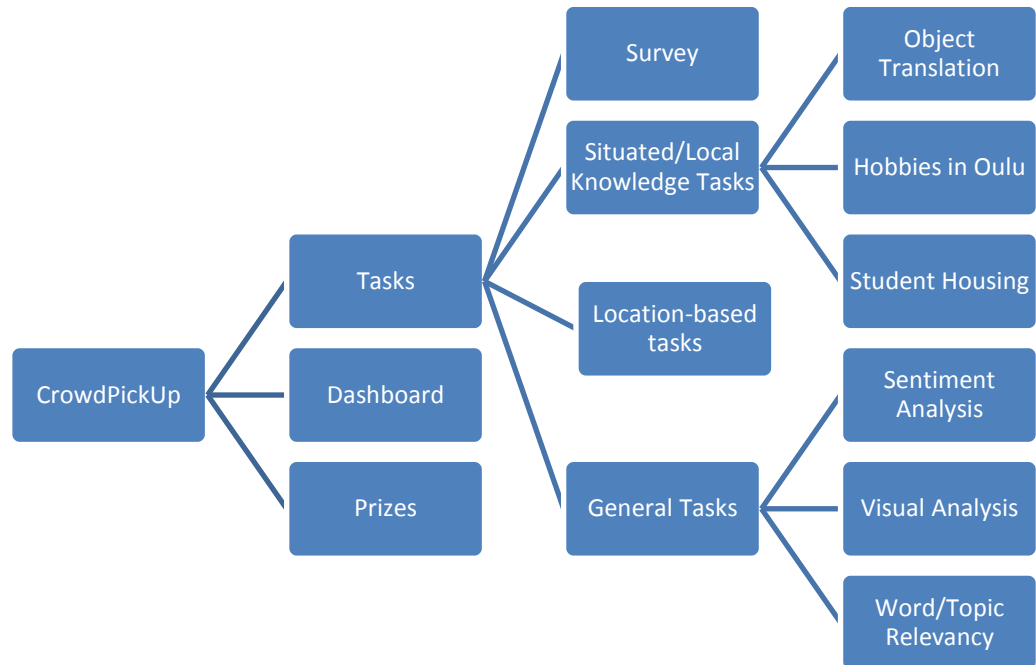 CrowdPickUp
Tasks
Dashboard
Prizes
Survey
Situated/Local
Knowledge Tasks
Location-based
tasks
General Tasks
Object
Translation
Hobbies in Oulu
Student Housing
Sentiment
Analysis
Visual Analysis
Word/Topic
Relevancy